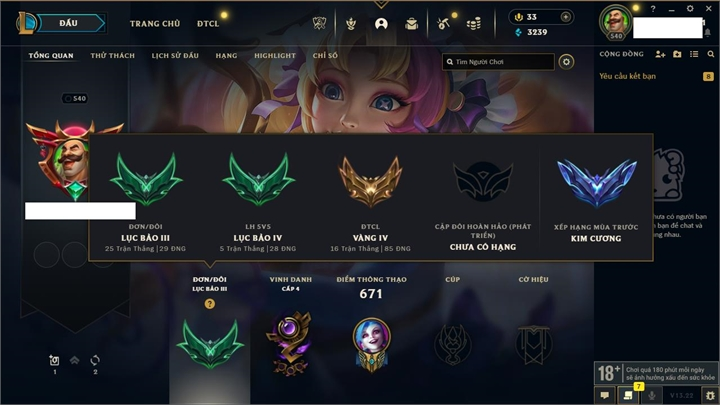 ĐẤU
TRANG CHỦ
ĐTCL
33
3239
540
TỔNG QUAN
THỬ THÁCH
LỊCH SỬ ĐẤU
HẠNG
HIGHLIGHT
CHỈ SỐ
Tìm Người Chơi
CỘNG ĐỒNG
Yêu cầu kết bạn
8
540
ĐƠN/ĐÔI
LỤC BẢO III
25 Trận Thắng | 29 ĐNG
LH 5V5
LỤC BẢO IV
5 Trận Thắng | 28 ĐNG
ĐTCL
VÀNG IV
16 Trận Thắng | 85 ĐNG
CẶP ĐÔI HOÀN HẢO (PHÁT
TRIỂN)
CHƯA CÓ HẠNG
XẾP HẠNG MÙA TRƯỚC
KIM CƯƠNG
hưa có người bạn
n bạn để chat và
ng nhau.
ĐƠN/ĐÔI
LỤC BẢO III
?
VINH DANH
CẤP 4
ĐIỂM THÔNG THẠO
671
CÚP
CỜ HIỆU
1
2
18+
Chơi quá 180 phút mỗi ngày
sẽ ảnh hưởng xấu đến sức khỏe
7
V13.22